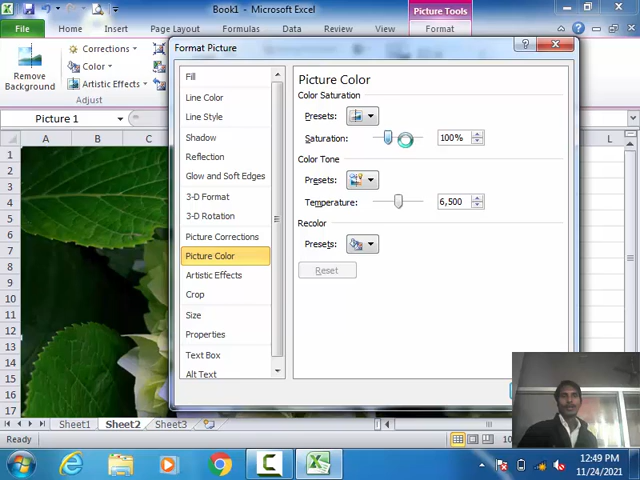 Book1 - Microsoft Excel
Picture Tools
File Home Insert Page Layout Formulas Data Review View Format
Remove Background
Corrections
Color
Artistic Effects
Adjust
Picture 1
Format Picture
Fill
Line Color
Line Style
Shadow
Reflection
Glow and Soft Edges
3-D Format
3-D Rotation
Picture Corrections
Picture Color
Artistic Effects
Crop
Size
Properties
Text Box
Alt Text
Picture Color
Color Saturation
Presets:
Saturation: 100%
Color Tone
Presets:
Temperature: 6,500
Recolor
Presets:
Reset
A B C L
1
2
3
4
5
6
7
8
9
10
11
12
13
14
15
16
17
Sheet1 Sheet2 Sheet3
Ready
12:49 PM
11/24/2021